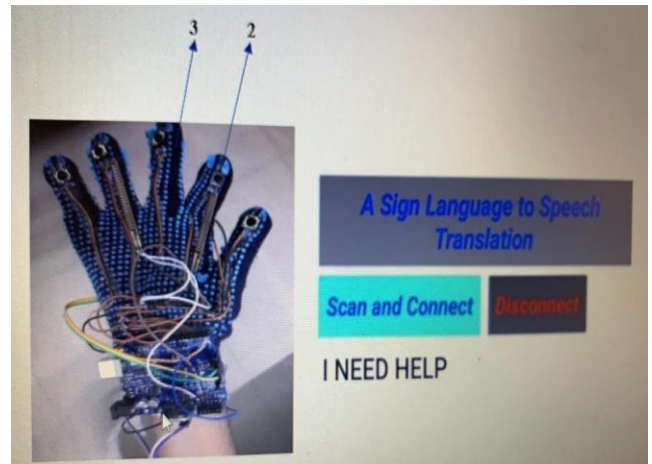 3 2
A Sign Language to Speech
Translation
Scan and Connect Disconnect
I NEED HELP